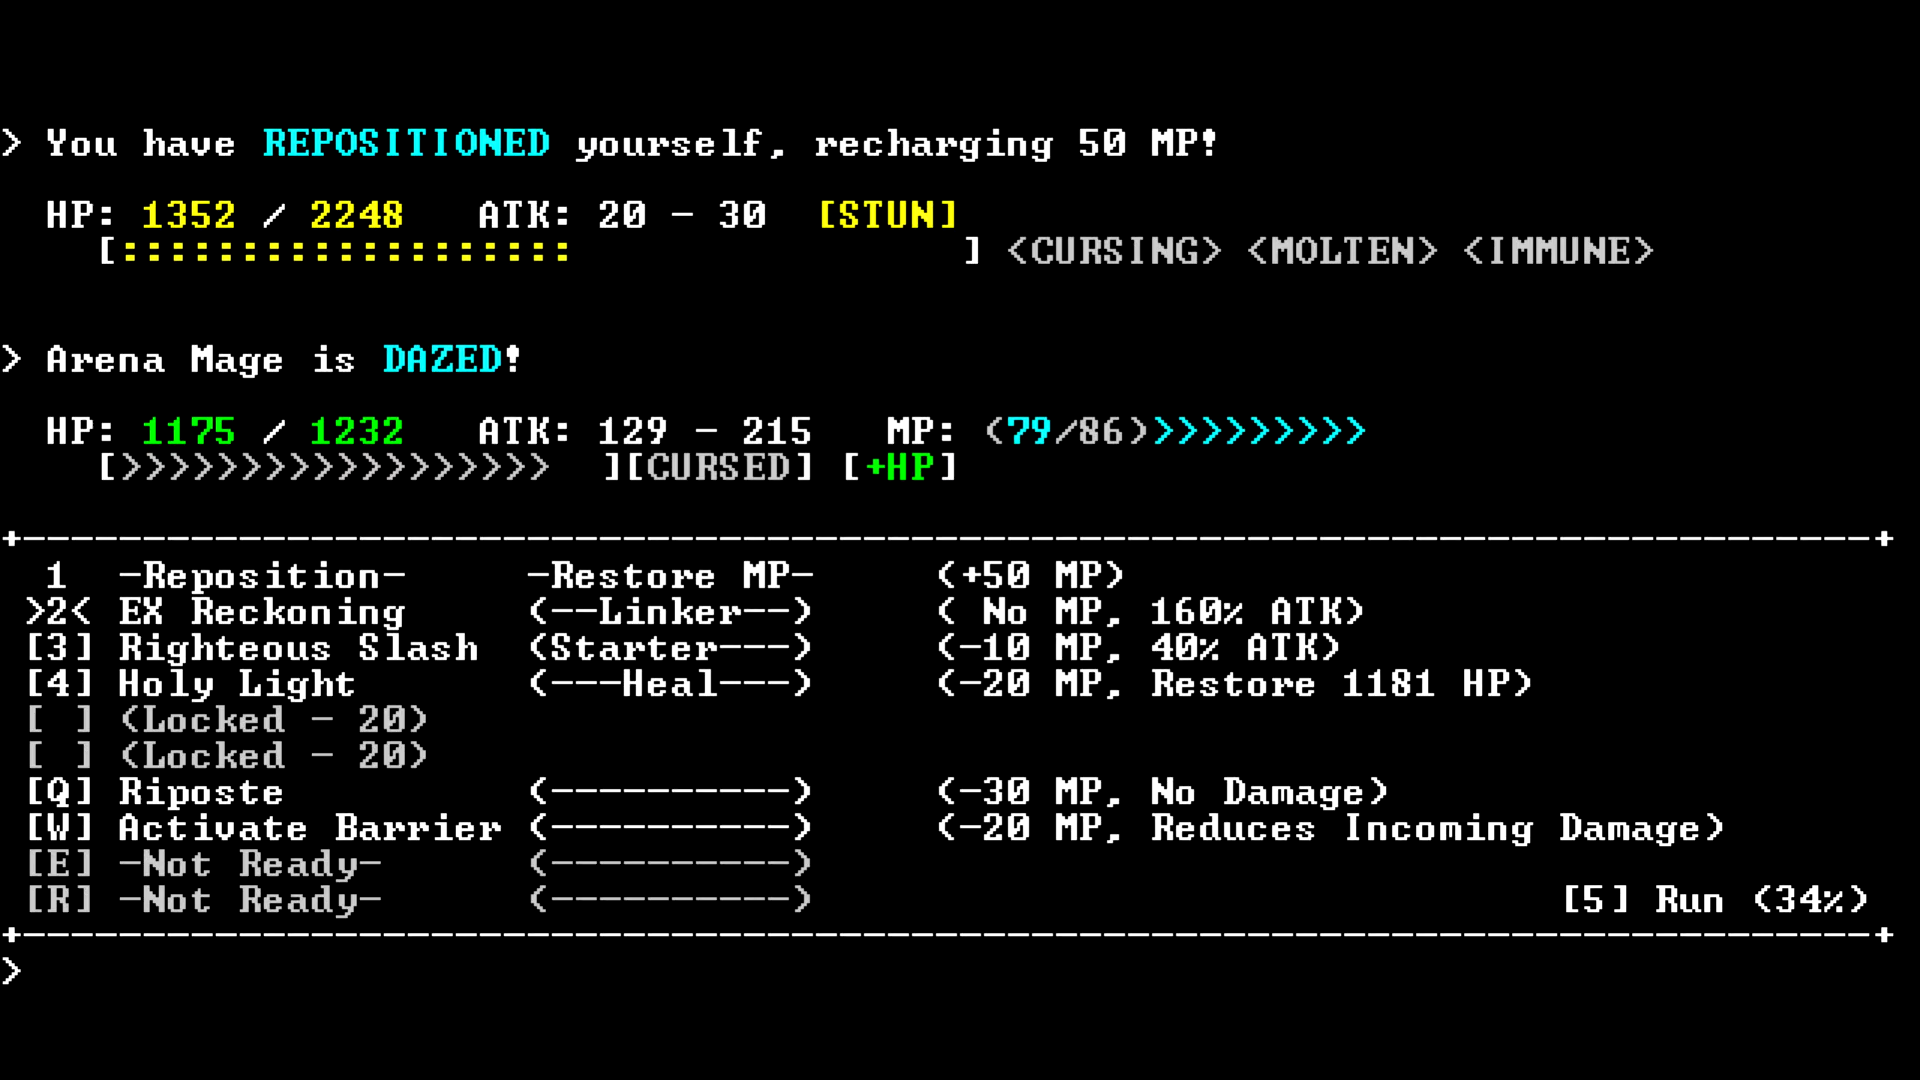 > You have REPOSITIONED yourself, recharging 50 MP!
HP: 1352 / 2248   ATK: 20 - 30  [STUN]
[:::::::::::::::::::                ] <CURSING> <MOLTEN> <IMMUNE>
> Arena Mage is DAZED!
HP: 1175 / 1232   ATK: 129 - 215   MP: (79/86)>>>>>>>>>
[>>>>>>>>>>>>>>>>>>  ][CURSED] [+HP]
+-----------------------------------------------------------------------------+
1  -Reposition-     -Restore MP-     (+50 MP)
>2< EX Reckoning     (--Linker--)     ( No MP, 160% ATK)
[3] Righteous Slash  (Starter---)     (-10 MP, 40% ATK)
[4] Holy Light       (---Heal---)     (-20 MP, Restore 1181 HP)
[ ] (Locked - 20)
[ ] (Locked - 20)
[Q] Riposte          (----------)     (-30 MP, No Damage)
[W] Activate Barrier (----------)     (-20 MP, Reduces Incoming Damage)
[E] -Not Ready-      (----------)
[R] -Not Ready-      (----------)                               [5] Run (34%)
+-----------------------------------------------------------------------------+
>